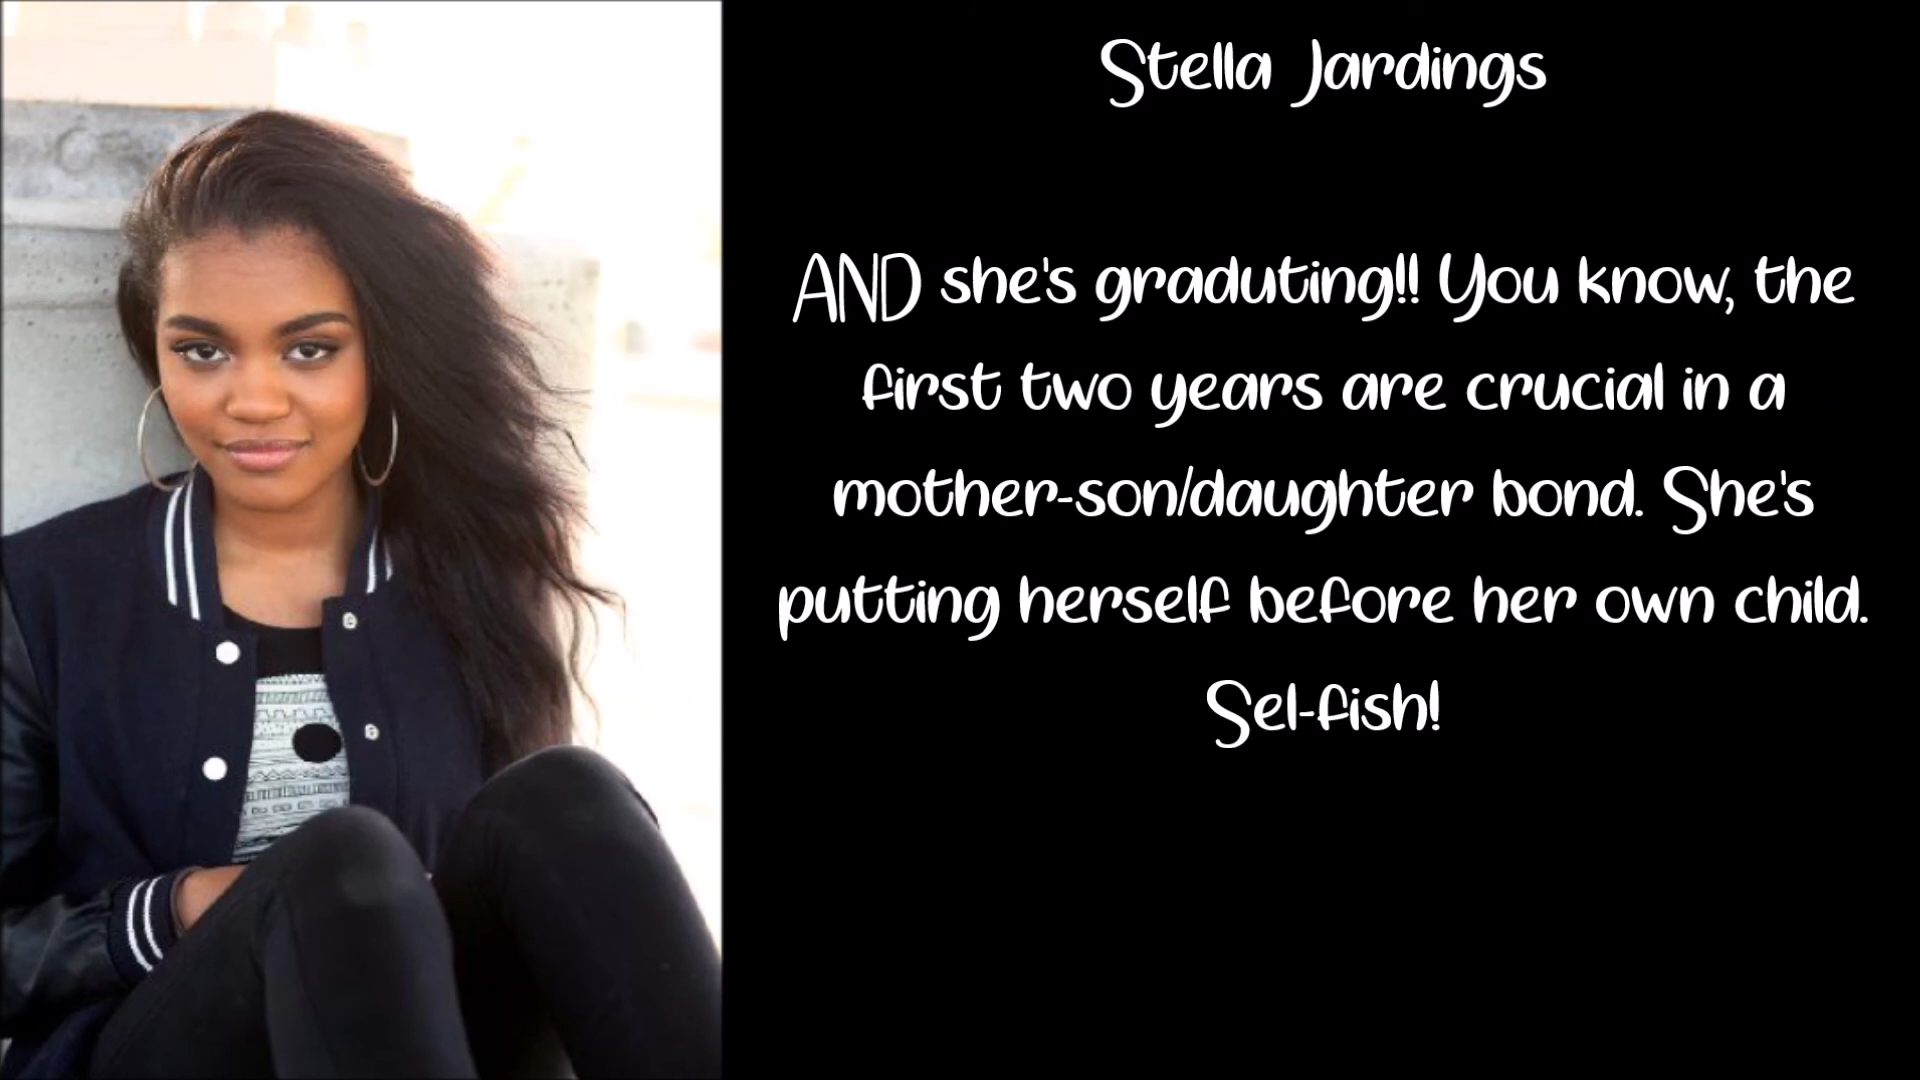 Stella Jardings
AND she's graduting!! You know, the
first two years are crucial in a
mother-son/daughter bond. She's
putting herself before her own child.
Sel-fish!